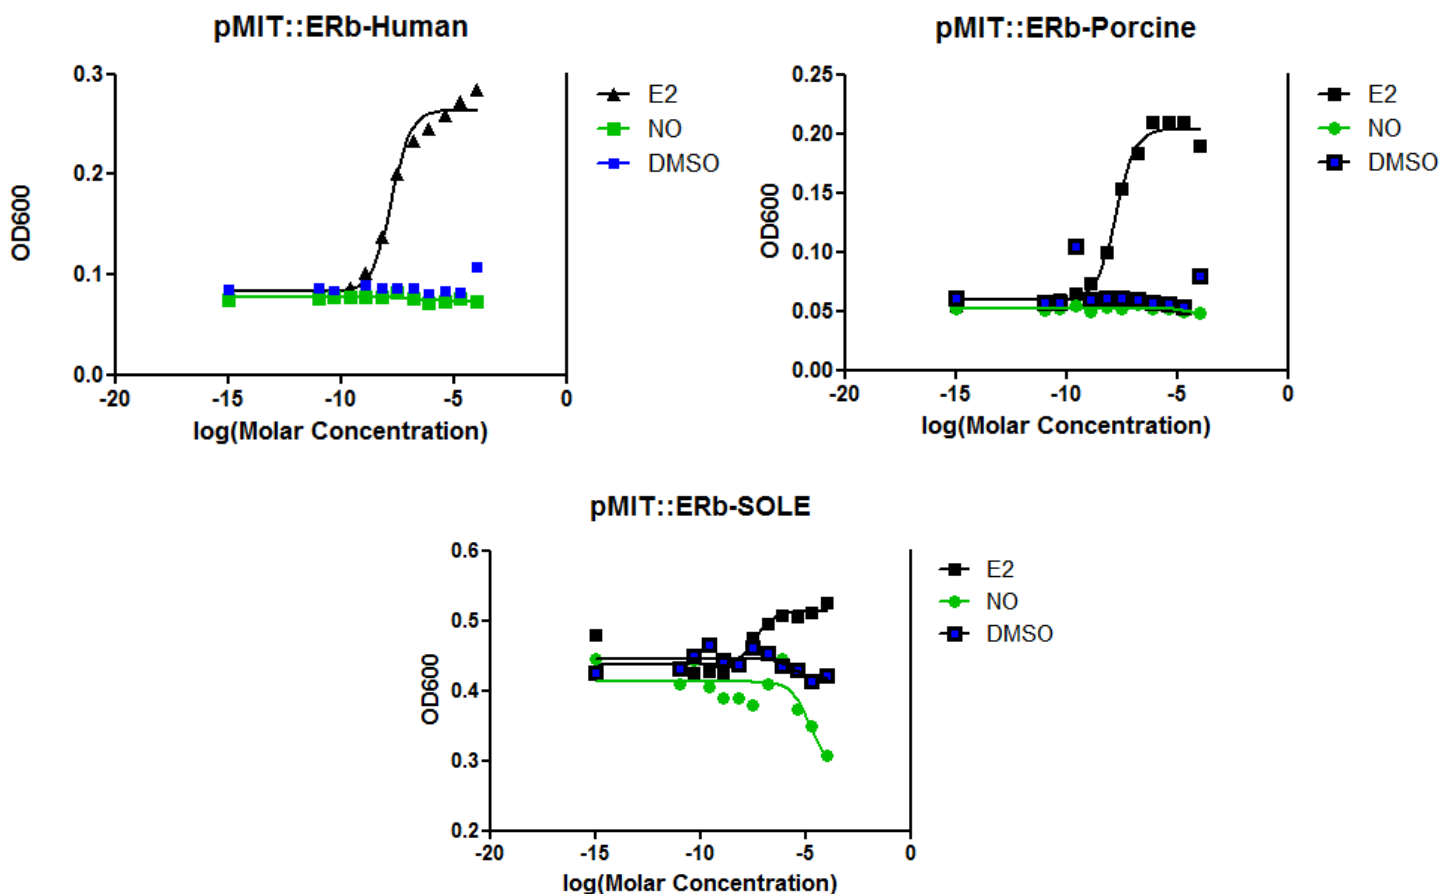 pMIT::ERb-Human
0.3
0.2
0.1
0.0
OD600
-20
-15
-10
-5
0
log(Molar Concentration)
E2
NO
DMSO
pMIT::ERb-Porcine
0.25
0.20
0.15
0.10
0.05
0.00
OD600
-20
-15
-10
-5
0
log(Molar Concentration)
E2
NO
DMSO
pMIT::ERb-SOLE
0.6
0.5
0.4
0.3
0.2
OD600
-20
-15
-10
-5
0
log(Molar Concentration)
E2
NO
DMSO